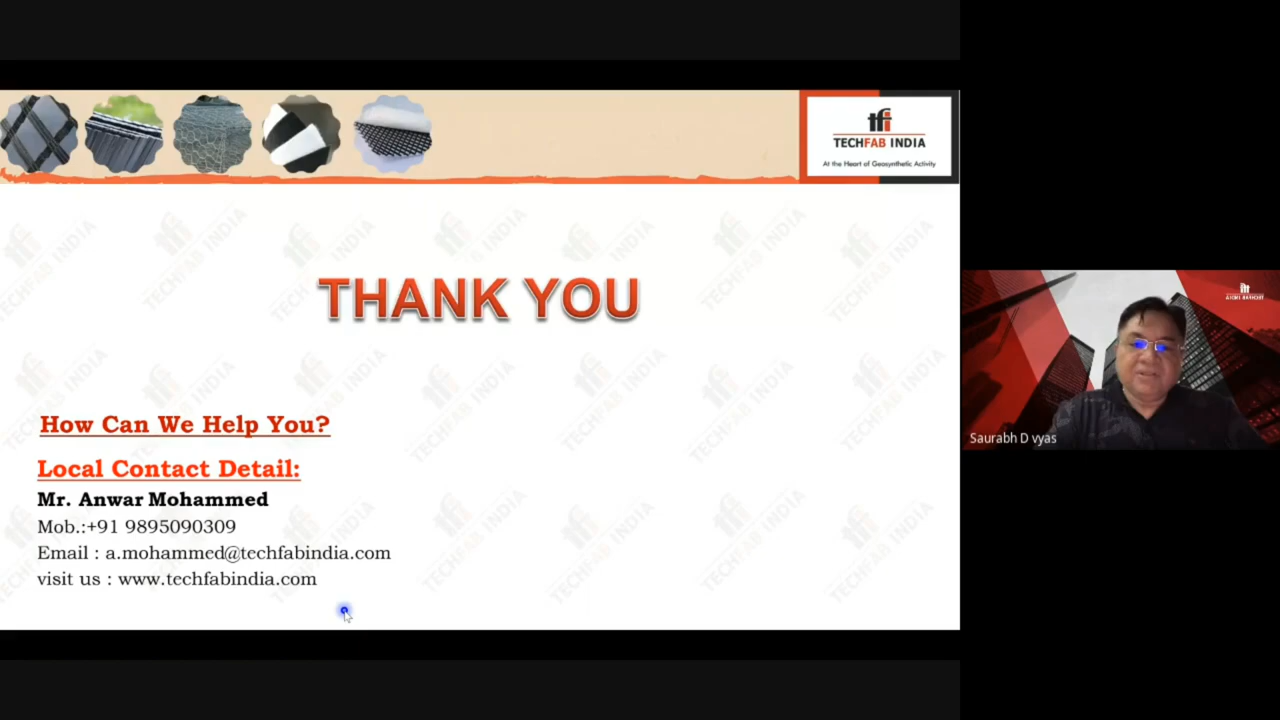 tfi
TECHFAB INDIA
At the Heart of Geosynthetic Activity
THANK YOU
How Can We Help You?
Local Contact Detail:
Mr. Anwar Mohammed
Mob.:+91 9895090309
Email : a.mohammed@techfabindia.com
visit us : www.techfabindia.com
Saurabh D vyas